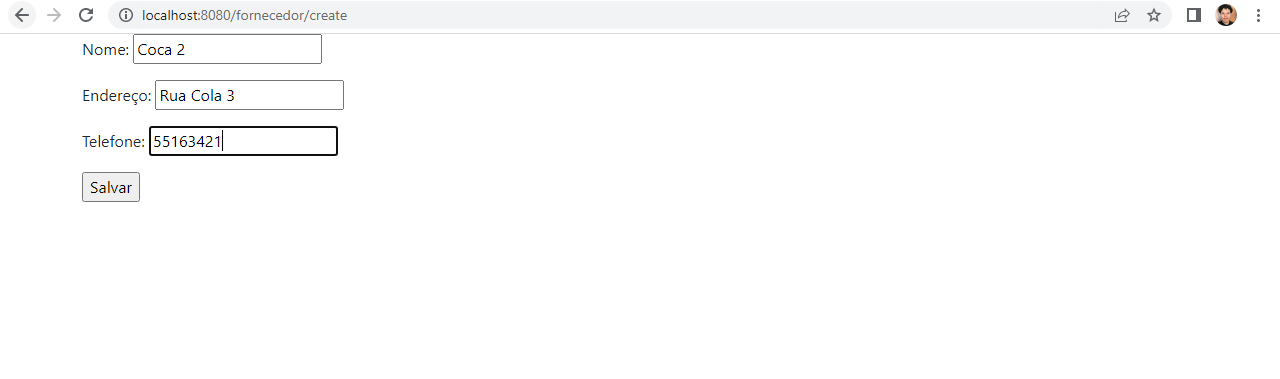 localhost:8080/fornecedor/create
Nome: Coca 2
Endereço: Rua Cola 3
Telefone: 55163421
Salvar